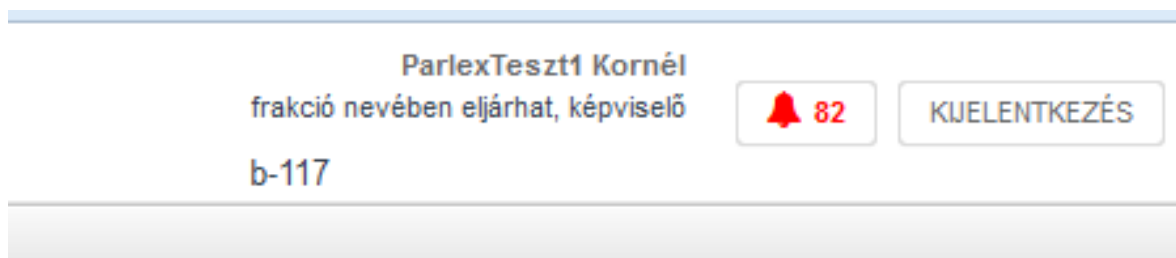 ParlexTeszt1 Kornél
frakció nevében eljárhat, képviselő
82
KIJELENTKEZÉS
b-117